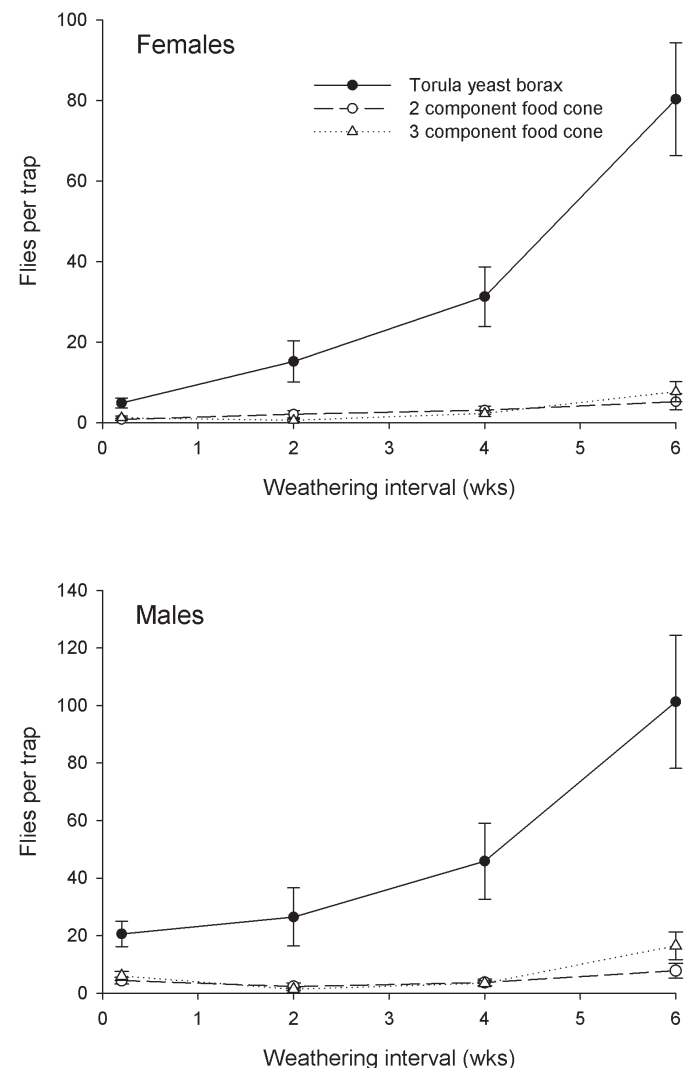 100
Females
Torula yeast borax
2 component food cone
3 component food cone
80
60
40
20
0
Flies per trap
0 1 2 3 4 5 6
Weathering interval (wks)
140
Males
120
100
80
60
40
20
0
Flies per trap
0 1 2 3 4 5 6
Weathering interval (wks)